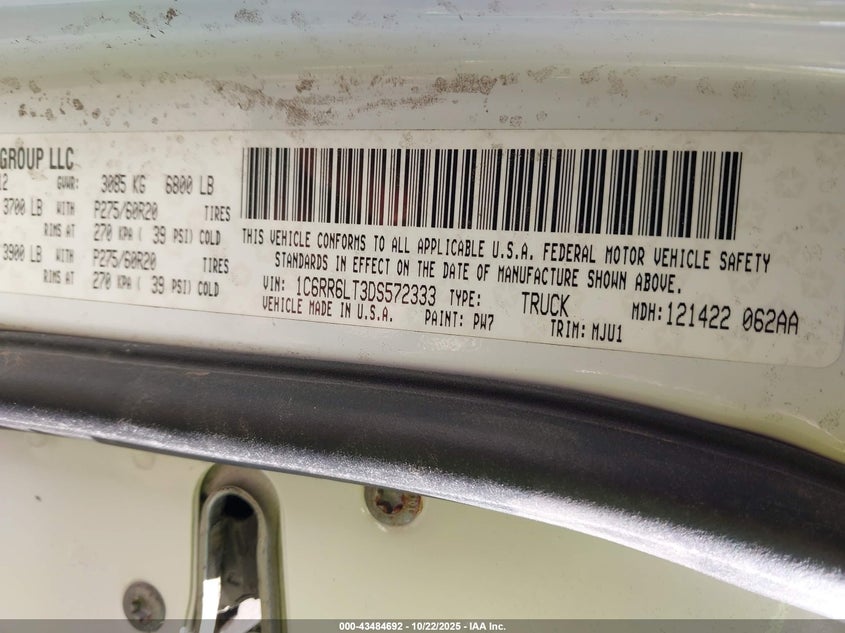 GROUP LLC
12 GVWR: 3085 KG 6800 LB
3700 LB WITH P275/60R20 TIRES
RIMS AT 270 KPA ( 39 PSI) COLD
3900 LB WITH P275/60R20 TIRES
RIMS AT 270 KPA ( 39 PSI) COLD
THIS VEHICLE CONFORMS TO ALL APPLICABLE U.S.A. FEDERAL MOTOR VEHICLE SAFETY
STANDARDS IN EFFECT ON THE DATE OF MANUFACTURE SHOWN ABOVE.
VIN: 1C6RR6LT3DS572333 TYPE: TRUCK MDH: 121422 062AA
VEHICLE MADE IN U.S.A. PAINT: PW7 TRIM: MJU1
000-43484692 - 10/22/2025 - IAA Inc.